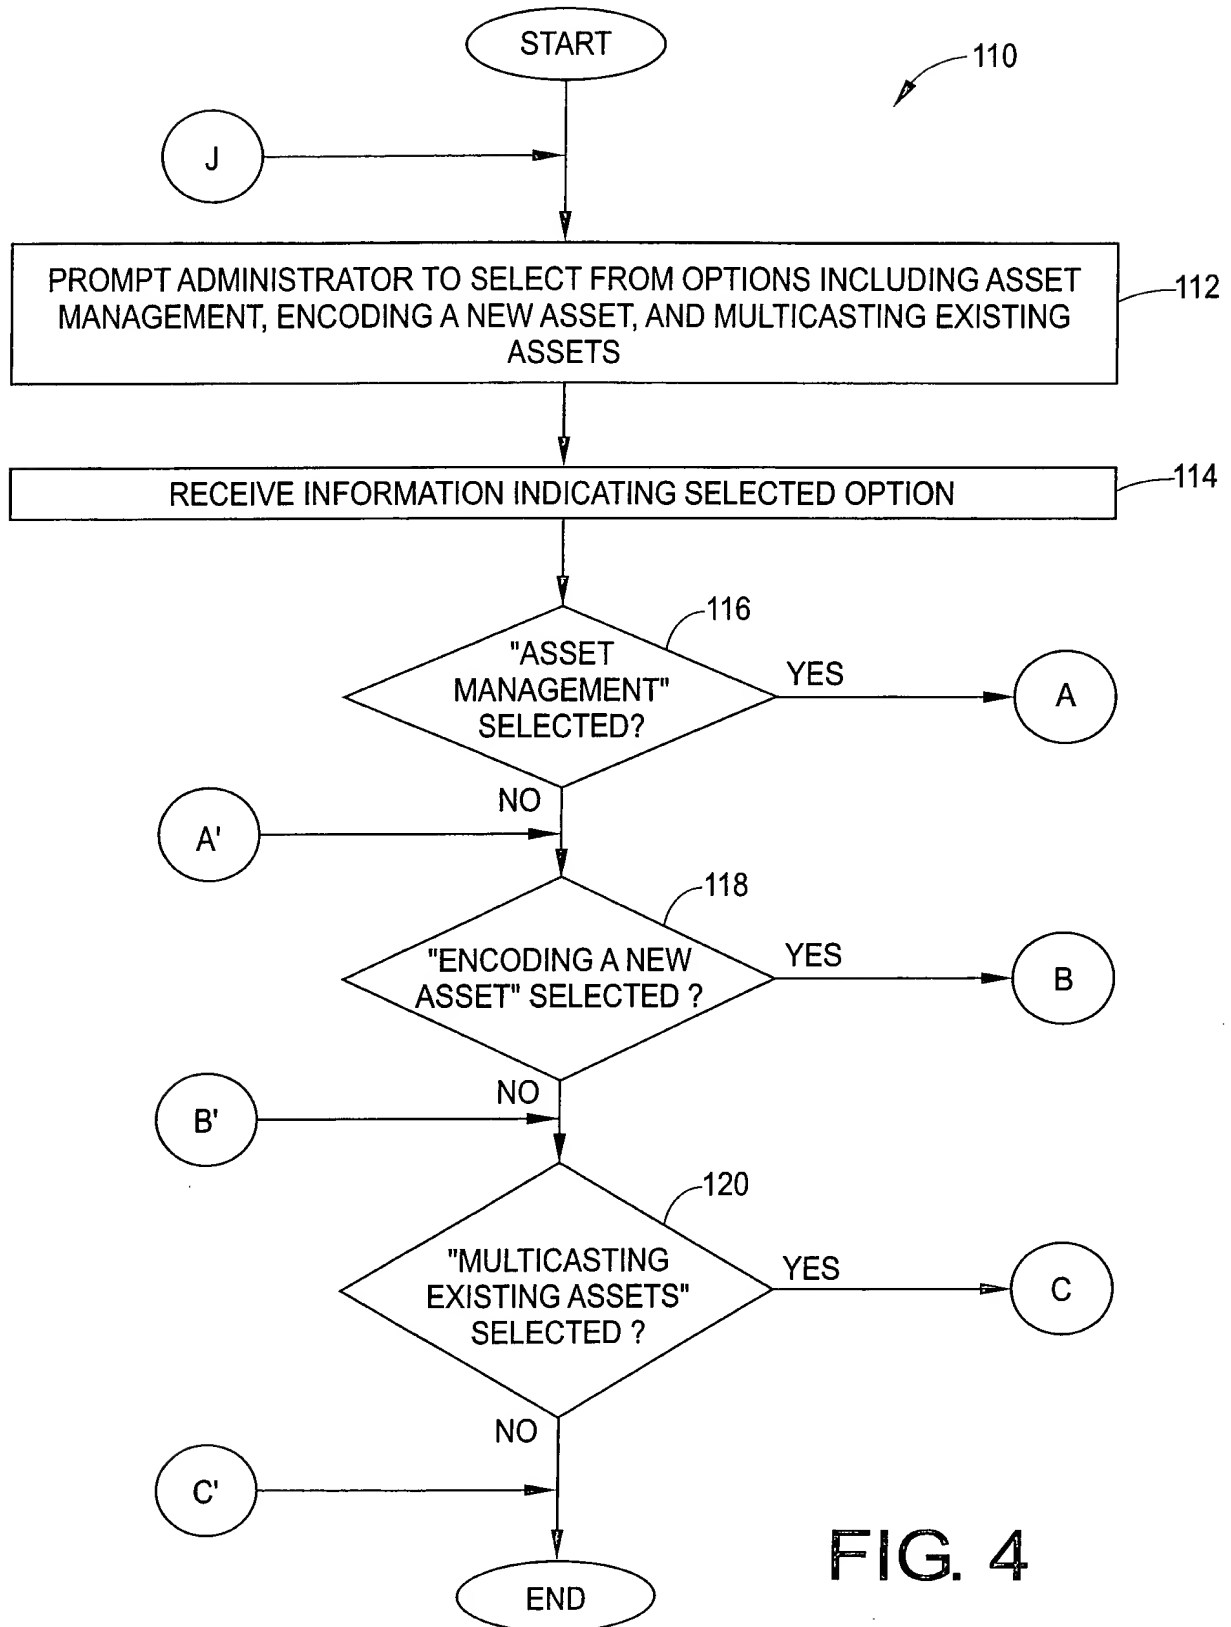 START
110
J
PROMPT ADMINISTRATOR TO SELECT FROM OPTIONS INCLUDING ASSET
MANAGEMENT, ENCODING A NEW ASSET, AND MULTICASTING EXISTING
ASSETS
112
RECEIVE INFORMATION INDICATING SELECTED OPTION
114
116
"ASSET
MANAGEMENT"
SELECTED?
YES
A
NO
A'
118
"ENCODING A NEW
ASSET" SELECTED ?
YES
B
NO
B'
120
"MULTICASTING
EXISTING ASSETS"
SELECTED ?
YES
C
NO
C'
END
FIG. 4